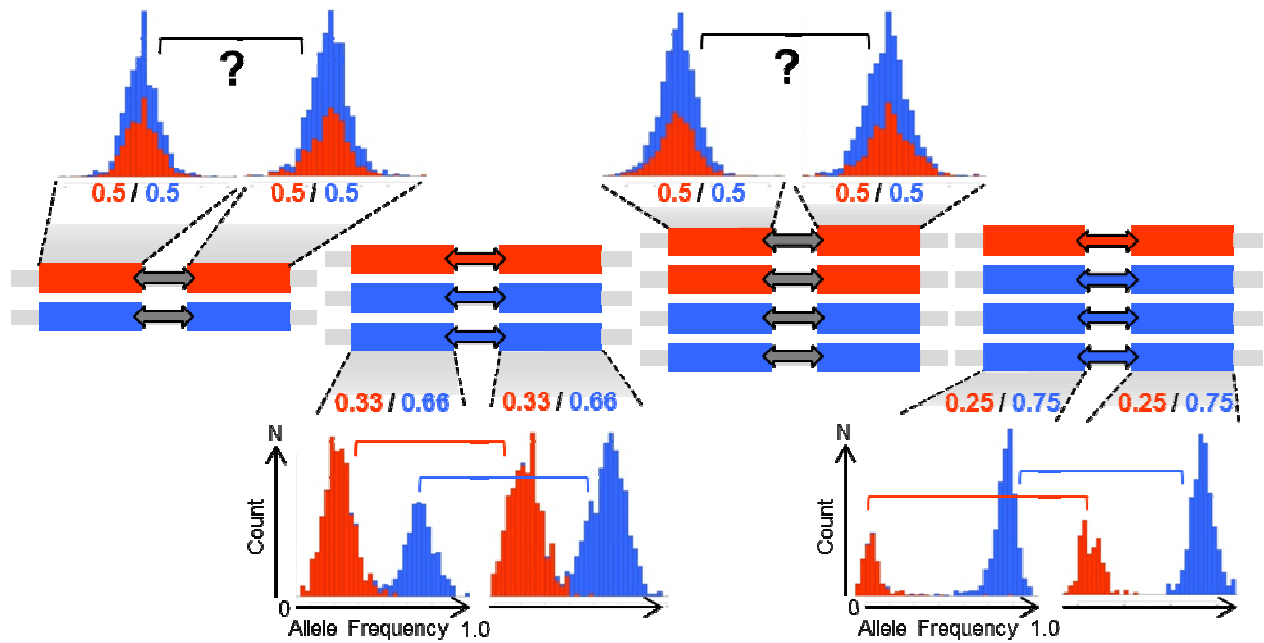 ? ?
0.5 / 0.5 0.5 / 0.5 0.5 / 0.5 0.5 / 0.5
0.33 / 0.66 0.33 / 0.66 0.25 / 0.75 0.25 / 0.75
N N
Count Count
0 0
Allele Frequency 1.0 Allele Frequency 1.0